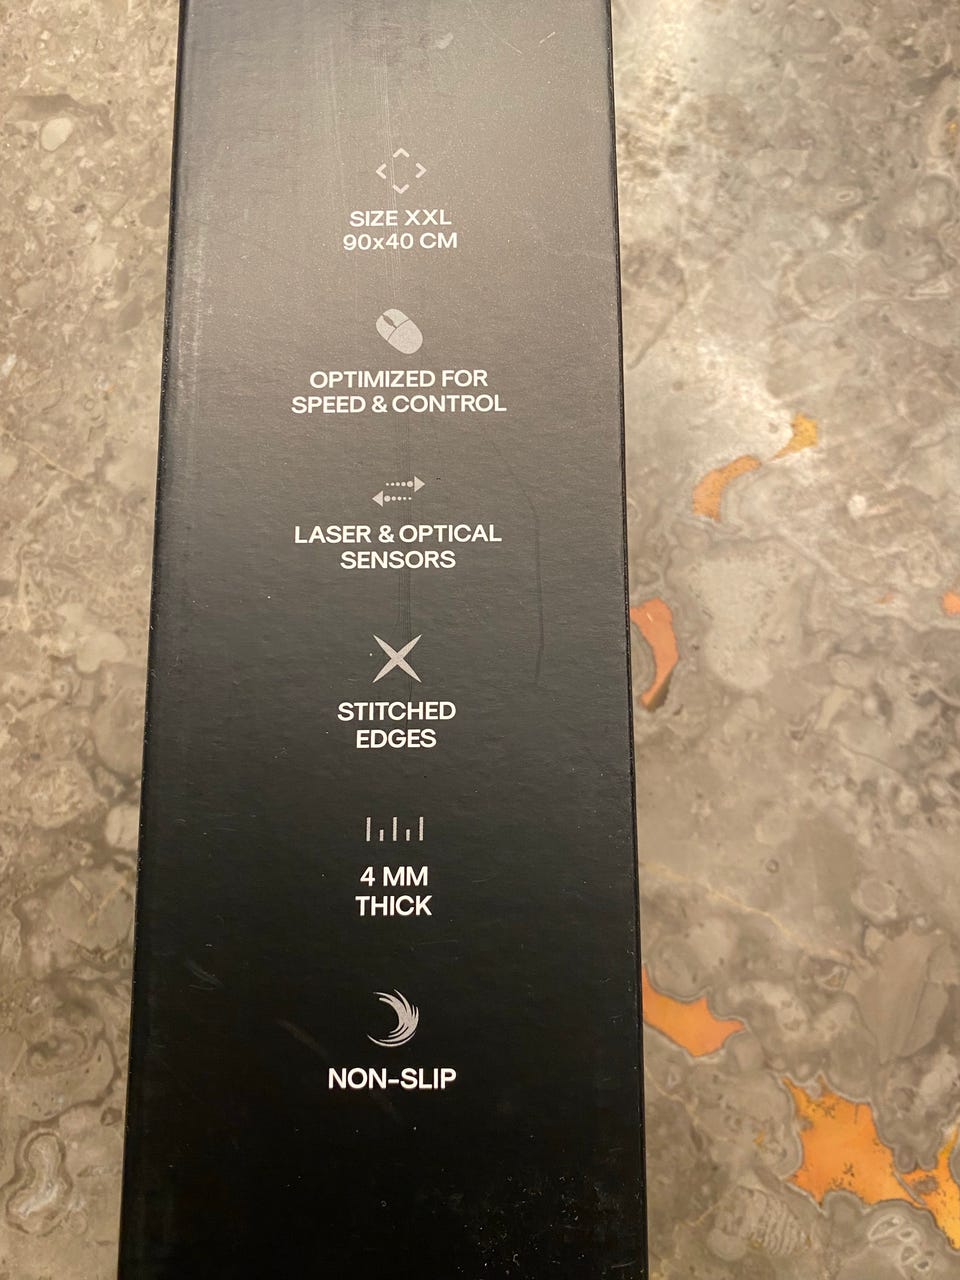 SIZE XXL
90x40 CM
OPTIMIZED FOR
SPEED & CONTROL
LASER & OPTICAL
SENSORS
STITCHED
EDGES
4 MM
THICK
NON-SLIP